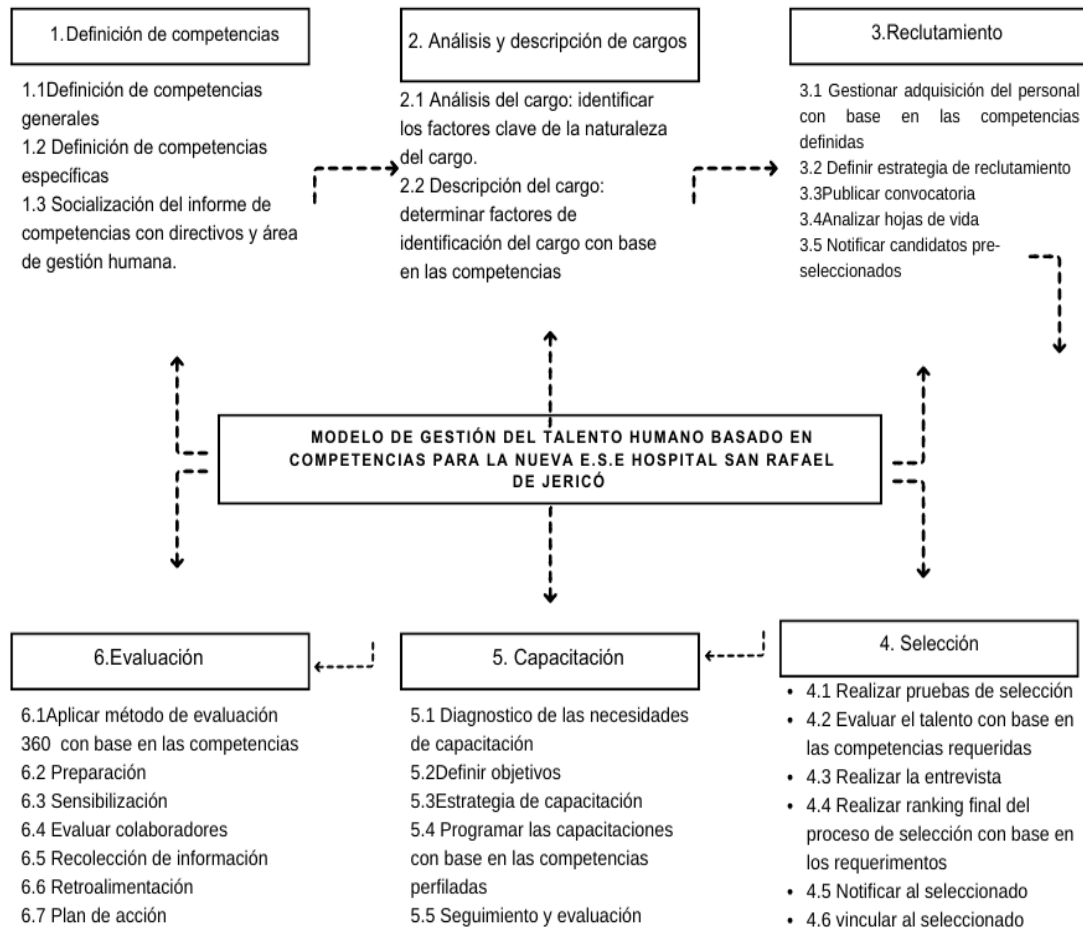 1.Definición de competencias
1.1Definición de competencias
generales
1.2 Definición de competencias
específicas
1.3 Socialización del informe de
competencias con directivos y área
de gestión humana.
2. Análisis y descripción de cargos
2.1 Análisis del cargo: identificar
los factores clave de la naturaleza
del cargo.
2.2 Descripción del cargo:
determinar factores de
identificación del cargo con base
en las competencias
3.Reclutamiento
3.1 Gestionar adquisición del personal
con base en las competencias
definidas
3.2 Definir estrategia de reclutamiento
3.3Publicar convocatoria
3.4Analizar hojas de vida
3.5 Notificar candidatos pre-
seleccionados
MODELO DE GESTIÓN DEL TALENTO HUMANO BASADO EN
COMPETENCIAS PARA LA NUEVA E.S.E HOSPITAL SAN RAFAEL
DE JERICÓ
4. Selección
• 4.1 Realizar pruebas de selección
• 4.2 Evaluar el talento con base en
las competencias requeridas
• 4.3 Realizar la entrevista
• 4.4 Realizar ranking final del
proceso de selección con base en
los requerimentos
• 4.5 Notificar al seleccionado
• 4.6 vincular al seleccionado
5. Capacitación
5.1 Diagnostico de las necesidades
de capacitación
5.2Definir objetivos
5.3Estrategia de capacitación
5.4 Programar las capacitaciones
con base en las competencias
perfiladas
5.5 Seguimiento y evaluación
6.Evaluación
6.1Aplicar método de evaluación
360 con base en las competencias
6.2 Preparación
6.3 Sensibilización
6.4 Evaluar colaboradores
6.5 Recolección de información
6.6 Retroalimentación
6.7 Plan de acción